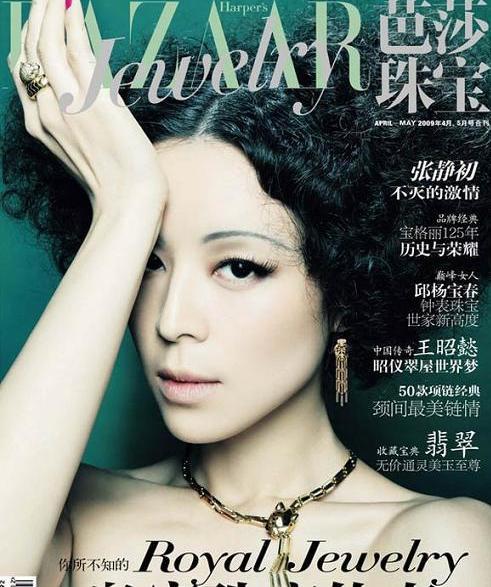 Harper's
BAZAAR
Jewelry
芭莎
珠宝
APRIL - MAY 2009年4月、5月号合刊
张静初
不灭的激情
品牌经典
宝格丽125年
历史与荣耀
巅峰女人
邱杨宝春
钟表珠宝
世家新高度
中国传奇 王昭懿
昭仪翠屋世界梦
50款项链经典
颈间最美链情
收藏宝典 翡翠
无价通灵美玉至尊
你所不知的 Royal Jewelry